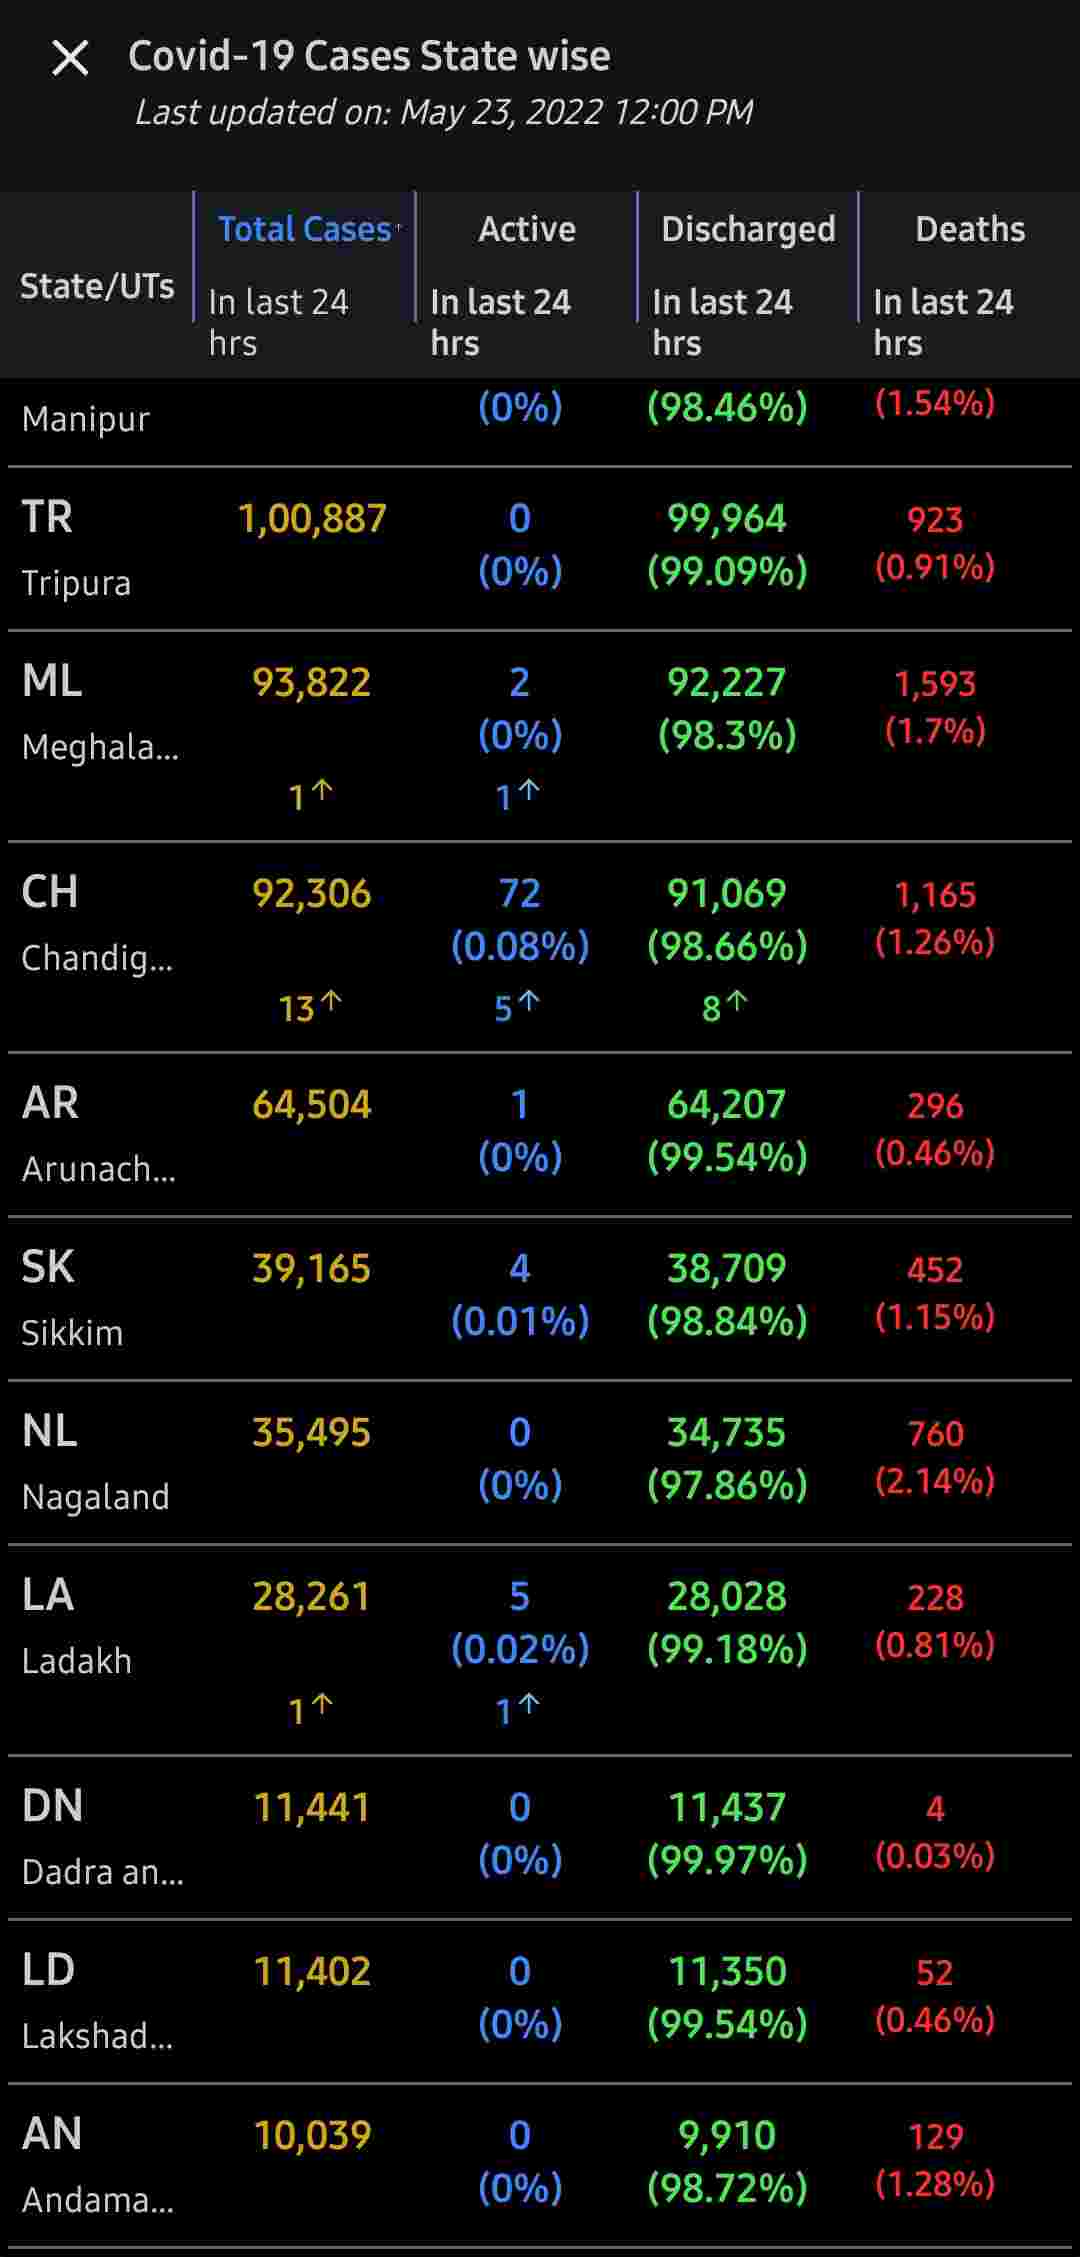 Covid-19 Cases State wise
Last updated on: May 23, 2022 12:00 PM
State/UTs
Total Cases↑
In last 24
hrs
Active
In last 24
hrs
Discharged
In last 24
hrs
Deaths
In last 24
hrs
Manipur (0%) (98.46%) (1.54%)
TR 1,00,887 0 99,964 923
Tripura (0%) (99.09%) (0.91%)
ML 93,822 2 92,227 1,593
Meghala... (0%) (98.3%) (1.7%)
1↑ 1↑
CH 92,306 72 91,069 1,165
Chandig... (0.08%) (98.66%) (1.26%)
13↑ 5↑ 8↑
AR 64,504 1 64,207 296
Arunach... (0%) (99.54%) (0.46%)
SK 39,165 4 38,709 452
Sikkim (0.01%) (98.84%) (1.15%)
NL 35,495 0 34,735 760
Nagaland (0%) (97.86%) (2.14%)
LA 28,261 5 28,028 228
Ladakh (0.02%) (99.18%) (0.81%)
1↑ 1↑
DN 11,441 0 11,437 4
Dadra an... (0%) (99.97%) (0.03%)
LD 11,402 0 11,350 52
Lakshad... (0%) (99.54%) (0.46%)
AN 10,039 0 9,910 129
Andama... (0%) (98.72%) (1.28%)